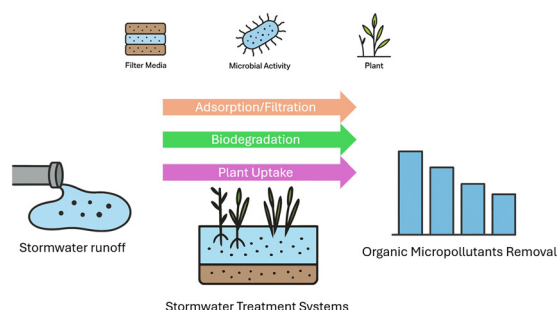 Filter Media
Microbial Activity
Plant
Adsorption/Filtration
Biodegradation
Plant Uptake
Stormwater runoff
Organic Micropollutants Removal
Stormwater Treatment Systems